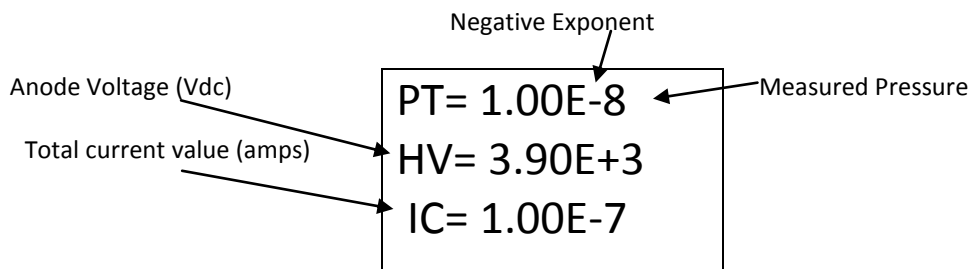 Negative Exponent
Anode Voltage (Vdc)
PT= 1.00E-8
Measured Pressure
Total current value (amps)
HV= 3.90E+3
IC= 1.00E-7